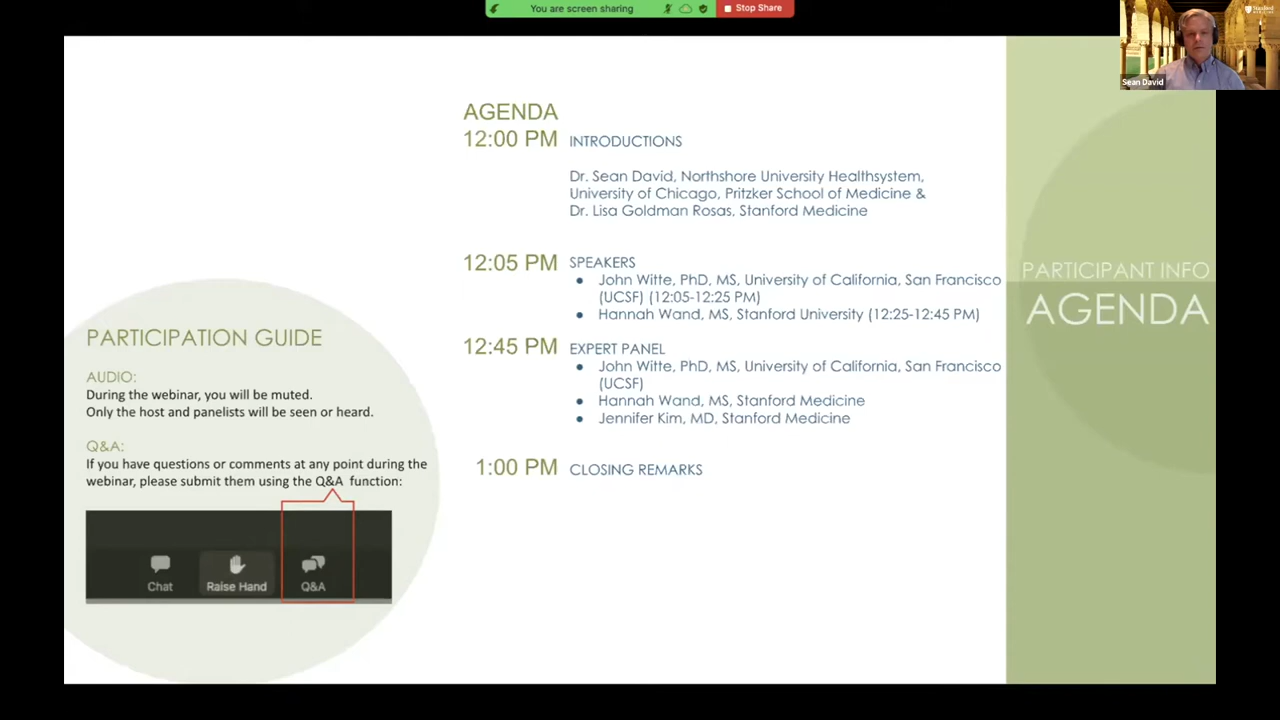 You are screen sharing
Stop Share
Stanford
MEDICINE
Sean David
AGENDA
12:00 PM INTRODUCTIONS
Dr. Sean David, Northshore University Healthsystem,
University of Chicago, Pritzker School of Medicine &
Dr. Lisa Goldman Rosas, Stanford Medicine
12:05 PM SPEAKERS
● John Witte, PhD, MS, University of California, San Francisco
(UCSF) (12:05-12:25 PM)
● Hannah Wand, MS, Stanford University (12:25-12:45 PM)
12:45 PM EXPERT PANEL
● John Witte, PhD, MS, University of California, San Francisco
(UCSF)
● Hannah Wand, MS, Stanford Medicine
● Jennifer Kim, MD, Stanford Medicine
1:00 PM CLOSING REMARKS
PARTICIPATION GUIDE
AUDIO:
During the webinar, you will be muted.
Only the host and panelists will be seen or heard.
Q&A:
If you have questions or comments at any point during the
webinar, please submit them using the Q&A function:
Chat
Raise Hand
Q&A
PARTICIPANT INFO
AGENDA